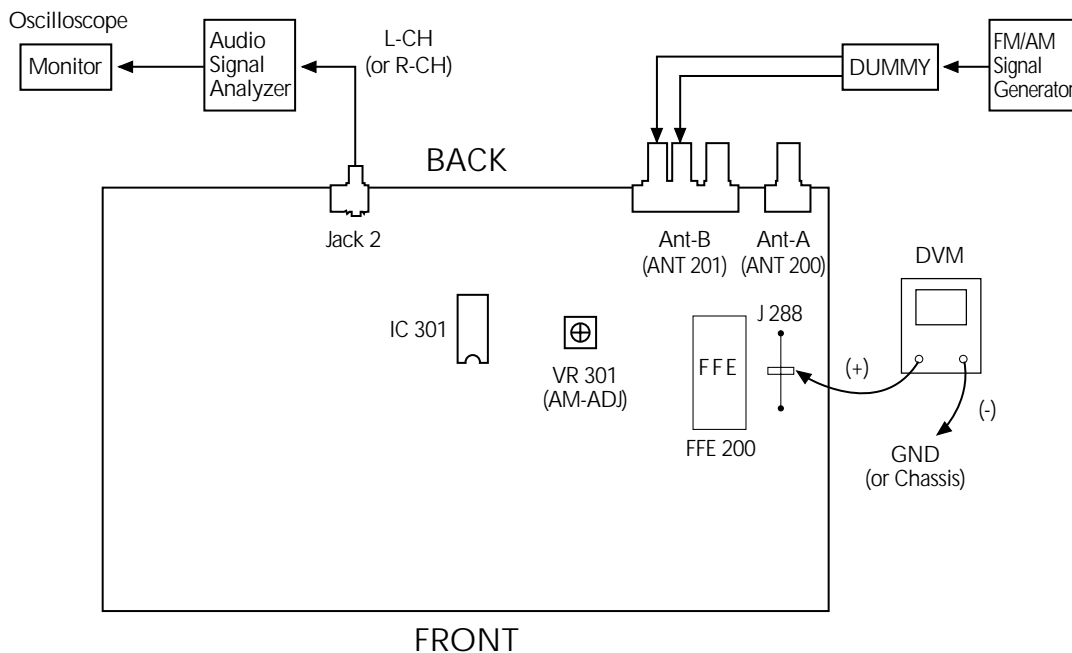 Oscilloscope
Monitor
Audio
Signal
Analyzer
L-CH
(or R-CH)
DUMMY
FM/AM
Signal
Generator
BACK
Jack 2
Ant-B
(ANT 201)
Ant-A
(ANT 200)
DVM
IC 301
VR 301
(AM-ADJ)
FFE
FFE 200
J 288
(+)
(-)
GND
(or Chassis)
FRONT